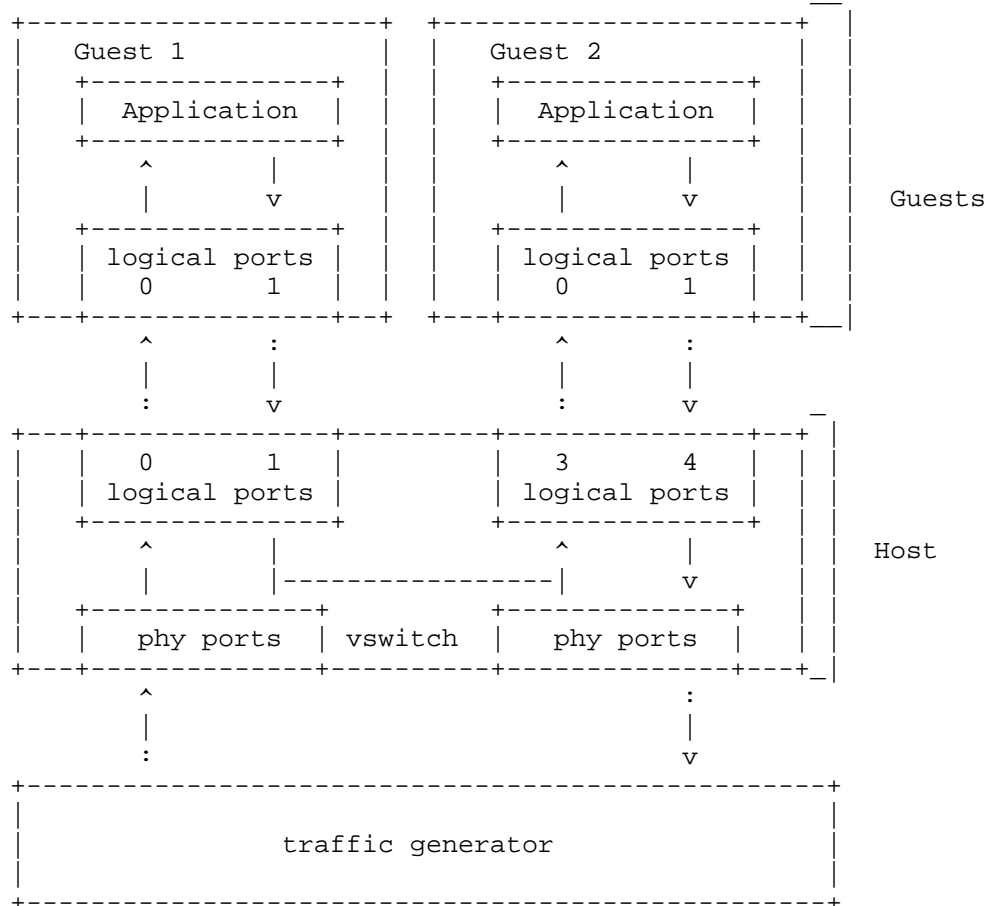 Guest 1 Guest 2
Application Application
Guests
logical ports logical ports
0 1 0 1
0 1 3 4
logical ports logical ports
Host
phy ports vswitch phy ports
traffic generator